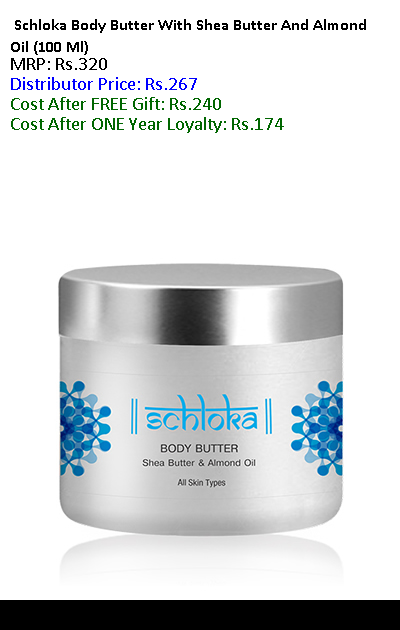 Schloka Body Butter With Shea Butter And Almond
Oil (100 Ml)
MRP: Rs.320
Distributor Price: Rs.267
Cost After FREE Gift: Rs.240
Cost After ONE Year Loyalty: Rs.174
|| schloka ||
BODY BUTTER
Shea Butter & Almond Oil
All Skin Types